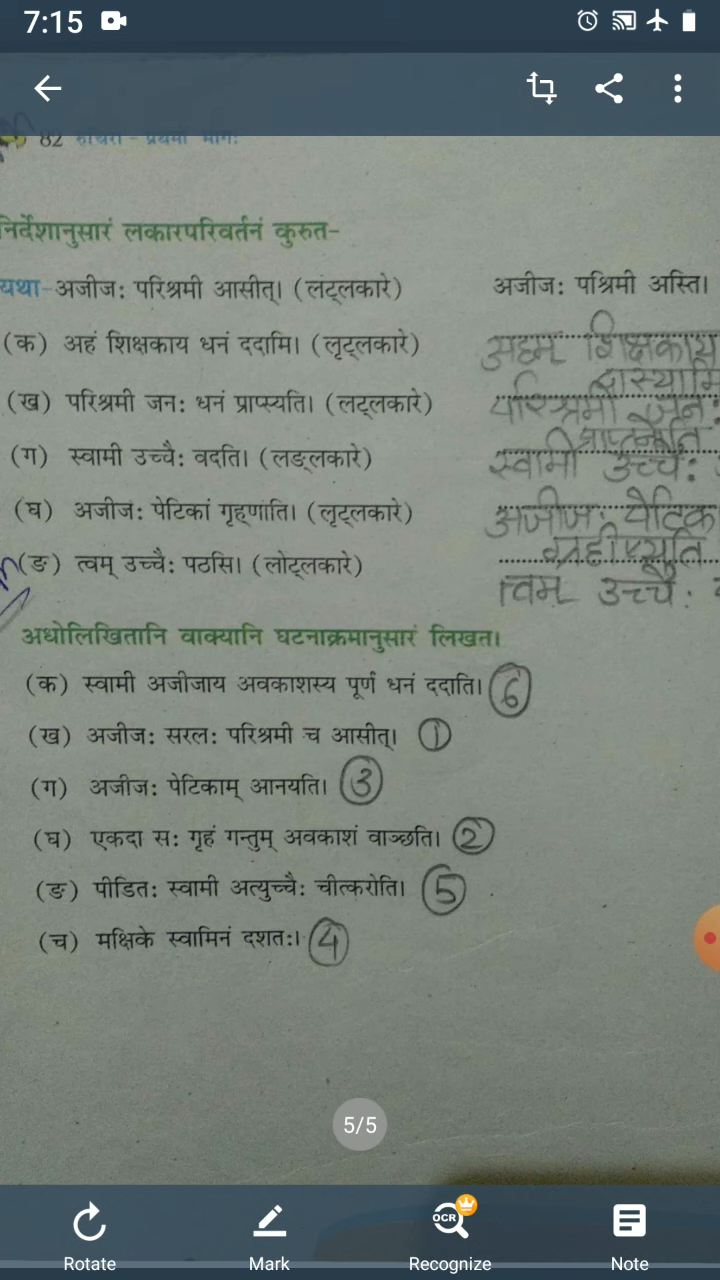 7:15
82 रुचिरा - प्रथमो भागः
निर्देशानुसारं लकारपरिवर्तनं कुरुत-
यथा-अजीजः परिश्रमी आसीत्। (लट्लकारे) अजीजः पश्रिमी अस्ति।
(क) अहं शिक्षकाय धनं ददामि। (लृट्लकारे) अहम् शिक्षकाय
दास्यामि
(ख) परिश्रमी जनः धनं प्राप्स्यति। (लट्लकारे) परिश्रमी जनः
(ग) स्वामी उच्चैः वदति। (लङ्लकारे) स्वामी उच्चैः
(घ) अजीजः पेटिकां गृह्णाति। (लृट्लकारे) अजीजः पेटिक
ग्रहीष्यति
(ङ) त्वम् उच्चैः पठसि। (लोट्लकारे)
त्वम् उच्चैः
अधोलिखितानि वाक्यानि घटनाक्रमानुसारं लिखत।
(क) स्वामी अजीजाय अवकाशस्य पूर्णं धनं ददाति। 6
(ख) अजीजः सरलः परिश्रमी च आसीत्। 1
(ग) अजीजः पेटिकाम् आनयति। 3
(घ) एकदा सः गृहं गन्तुम् अवकाशं वाञ्छति। 2
(ङ) पीडितः स्वामी अत्युच्चैः चीत्करोति। 5
(च) मक्षिके स्वामिनं दशतः। 4
5/5
OCR
Rotate Mark Recognize Note